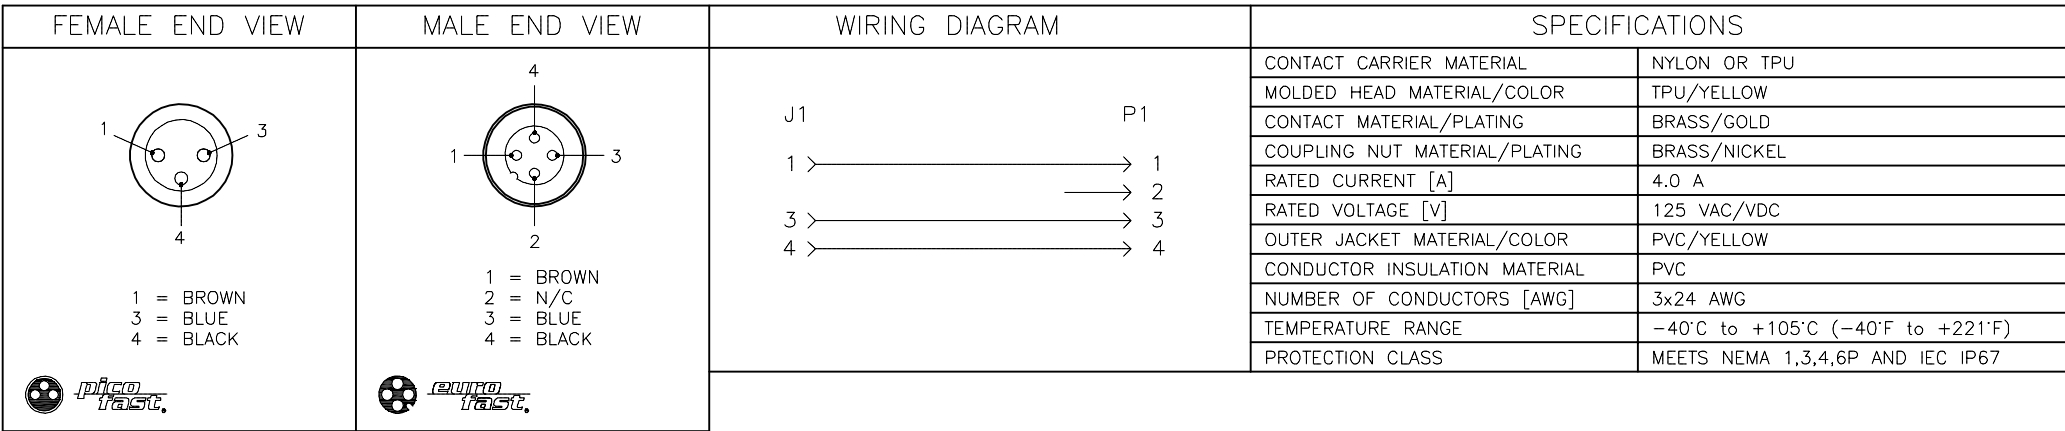 FEMALE END VIEW
1
3
4
1 = BROWN
3 = BLUE
4 = BLACK
pico
fast.
MALE END VIEW
4
1
3
2
1 = BROWN
2 = N/C
3 = BLUE
4 = BLACK
euro
fast.
WIRING DIAGRAM
J1 P1
1 1
2
3 3
4 4
SPECIFICATIONS
CONTACT CARRIER MATERIAL NYLON OR TPU
MOLDED HEAD MATERIAL/COLOR TPU/YELLOW
CONTACT MATERIAL/PLATING BRASS/GOLD
COUPLING NUT MATERIAL/PLATING BRASS/NICKEL
RATED CURRENT [A] 4.0 A
RATED VOLTAGE [V] 125 VAC/VDC
OUTER JACKET MATERIAL/COLOR PVC/YELLOW
CONDUCTOR INSULATION MATERIAL PVC
NUMBER OF CONDUCTORS [AWG] 3x24 AWG
TEMPERATURE RANGE -40°C to +105°C (-40°F to +221°F)
PROTECTION CLASS MEETS NEMA 1,3,4,6P AND IEC IP67